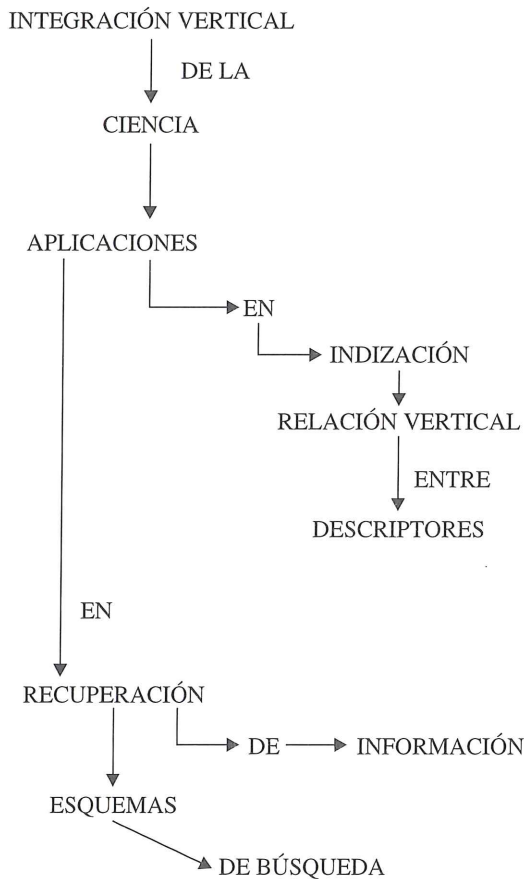 INTEGRACIÓN VERTICAL
DE LA
CIENCIA
APLICACIONES
EN
INDIZACIÓN
RELACIÓN VERTICAL
ENTRE
DESCRIPTORES
EN
RECUPERACIÓN
DE INFORMACIÓN
ESQUEMAS
DE BÚSQUEDA